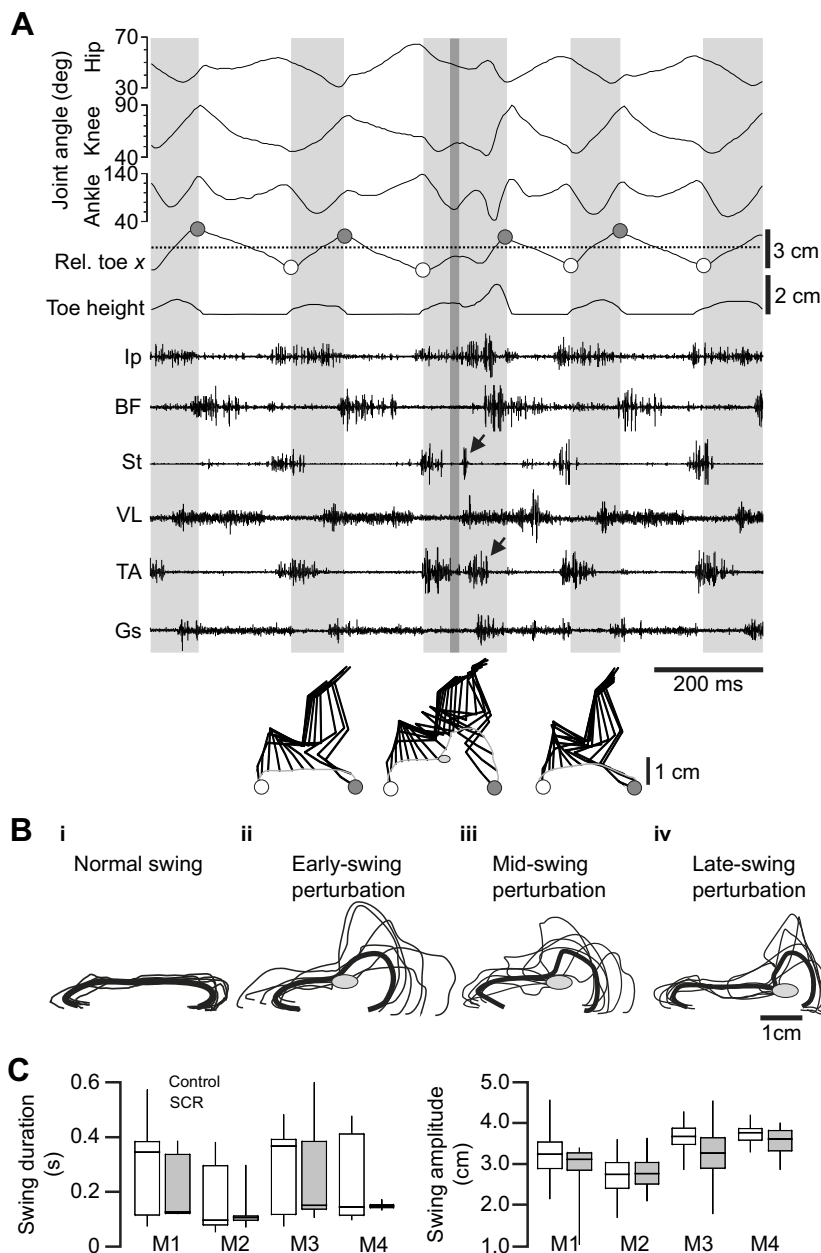 A
70
Hip
30
90
Knee
40
140
Ankle
40
Joint angle (deg)
Rel. toe x
3 cm
Toe height
2 cm
Ip
BF
St
VL
TA
Gs
200 ms
1 cm
B
i
ii
iii
iv
Normal swing
Early-swing
perturbation
Mid-swing
perturbation
Late-swing
perturbation
1cm
C
Swing duration
(s)
0.6
0.4
0.2
0
Control
SCR
M1 M2 M3 M4
Swing amplitude
(cm)
5.0
4.0
3.0
2.0
1.0
M1 M2 M3 M4